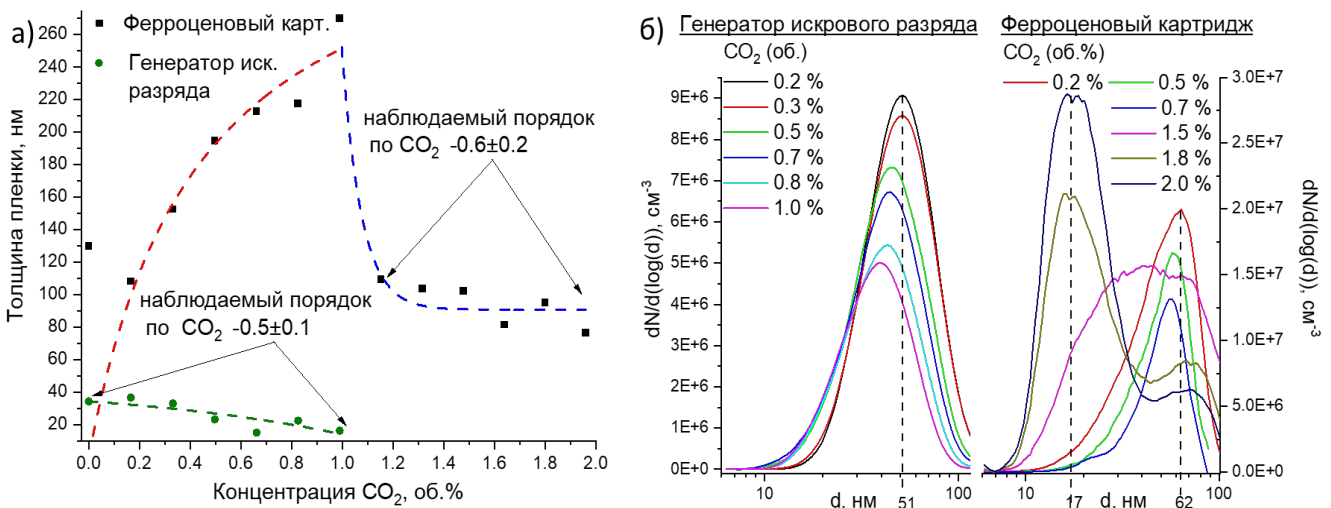 а)
Ферроценовый карт.
Генератор иск.
разряда
наблюдаемый порядок
по CO₂ -0.6±0.2
наблюдаемый порядок
по CO₂ -0.5±0.1
Толщина пленки, нм
260
240
220
200
180
160
140
120
100
80
60
40
20
0.0 0.2 0.4 0.6 0.8 1.0 1.2 1.4 1.6 1.8 2.0
Концентрация CO₂, об.%
б)
Генератор искрового разряда
CO₂ (об.)
0.2 %
0.3 %
0.5 %
0.7 %
0.8 %
1.0 %
dN/d((log(d)), см⁻³
9E+6
8E+6
7E+6
6E+6
5E+6
4E+6
3E+6
2E+6
1E+6
0E+0
10 51 100
d, нм
Ферроценовый картридж
CO₂ (об.%)
0.2 %
0.5 %
0.7 %
1.5 %
1.8 %
2.0 %
3.0E+7
2.5E+7
2.0E+7
1.5E+7
1.0E+7
5.0E+6
0.0E+0
dN/d((log(d)), см⁻³
10 17 62 100
d, нм